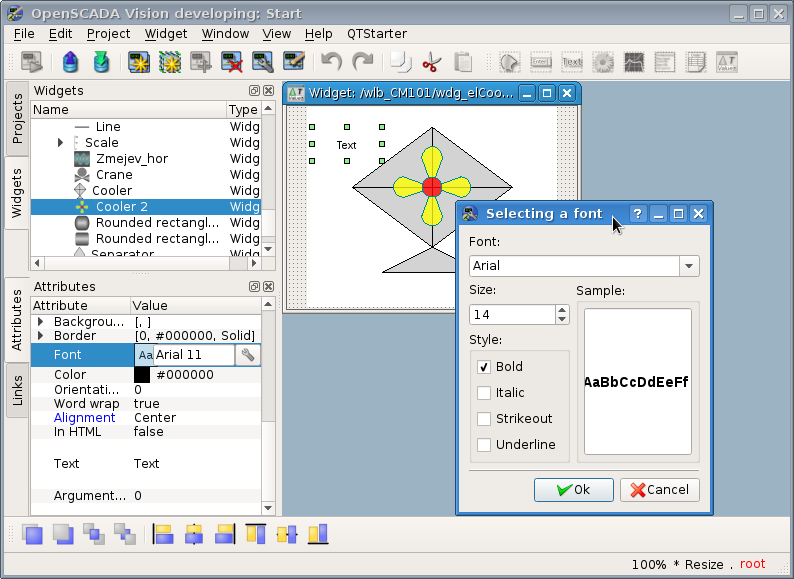 OpenSCADA Vision developing: Start
File Edit Project Widget Window View Help QTStarter
Text
Projects
Widgets
Attributes
Links
Widgets
Name Type
Line Widg
Scale Widg
Zmejev_hor Widg
Crane Widg
Cooler Widg
Cooler 2 Widg
Rounded rectangl... Widg
Rounded rectangl... Widg
Separator Widg
Attributes
Attribute Value
Backgrou... [, ]
Border [0, #000000, Solid]
Font Aa Arial 11
Color #000000
Orientati... 0
Word wrap true
Alignment Center
In HTML false
Text Text
Argument... 0
Widget: /wlb_CM101/wdg_elCoo...
Text
Selecting a font
Font:
Arial
Size:
14
Sample:
AaBbCcDdEeFf
Style:
Bold
Italic
Strikeout
Underline
Ok Cancel
100% * Resize . root